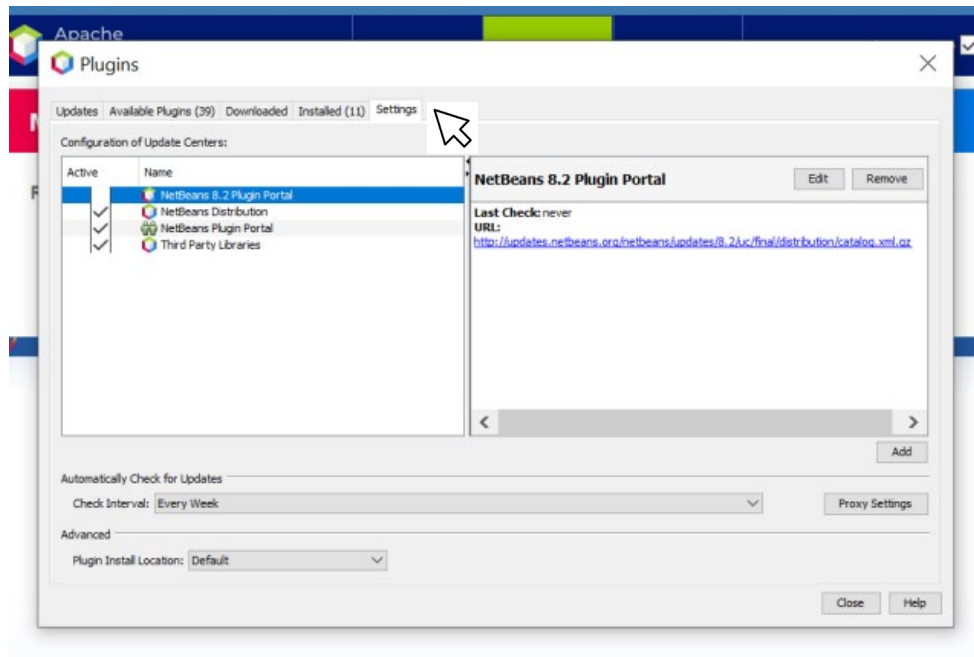 Apache
Plugins
Updates Available Plugins (39) Downloaded Installed (11) Settings
Configuration of Update Centers:
Active Name
NetBeans 8.2 Plugin Portal
NetBeans Distribution
NetBeans Plugin Portal
Third Party Libraries
NetBeans 8.2 Plugin Portal Edit Remove
Last Check: never
URL:
http://updates.netbeans.org/netbeans/updates/8.2/uc/final/distribution/catalog.xml.gz
Add
Automatically Check for Updates
Check Interval: Every Week Proxy Settings
Advanced
Plugin Install Location: Default
Close Help